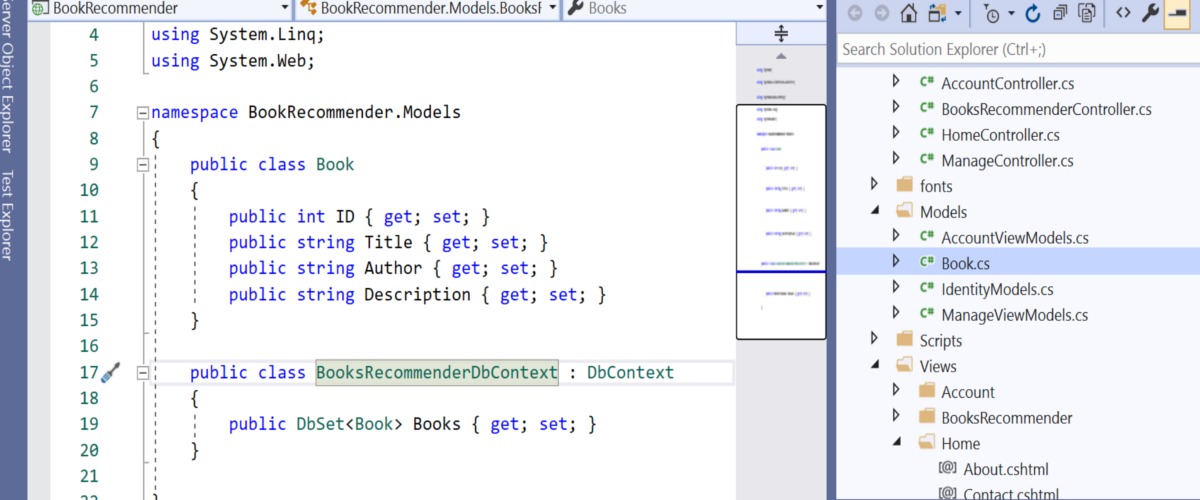 BookRecommender
BookRecommender.Models.BooksF
Books
4 using System.Linq;
5 using System.Web;
6
7 namespace BookRecommender.Models
8 {
9 public class Book
10 {
11 public int ID { get; set; }
12 public string Title { get; set; }
13 public string Author { get; set; }
14 public string Description { get; set; }
15 }
16
17 public class BooksRecommenderDbContext : DbContext
18 {
19 public DbSet<Book> Books { get; set; }
20 }
21
22 }
Server Object Explorer
Test Explorer
Search Solution Explorer (Ctrl+;)
C# AccountController.cs
C# BooksRecommenderController.cs
C# HomeController.cs
C# ManageController.cs
fonts
Models
C# AccountViewModels.cs
C# Book.cs
C# IdentityModels.cs
C# ManageViewModels.cs
Scripts
Views
Account
BooksRecommender
Home
[@] About.cshtml
[@] Contact.cshtml